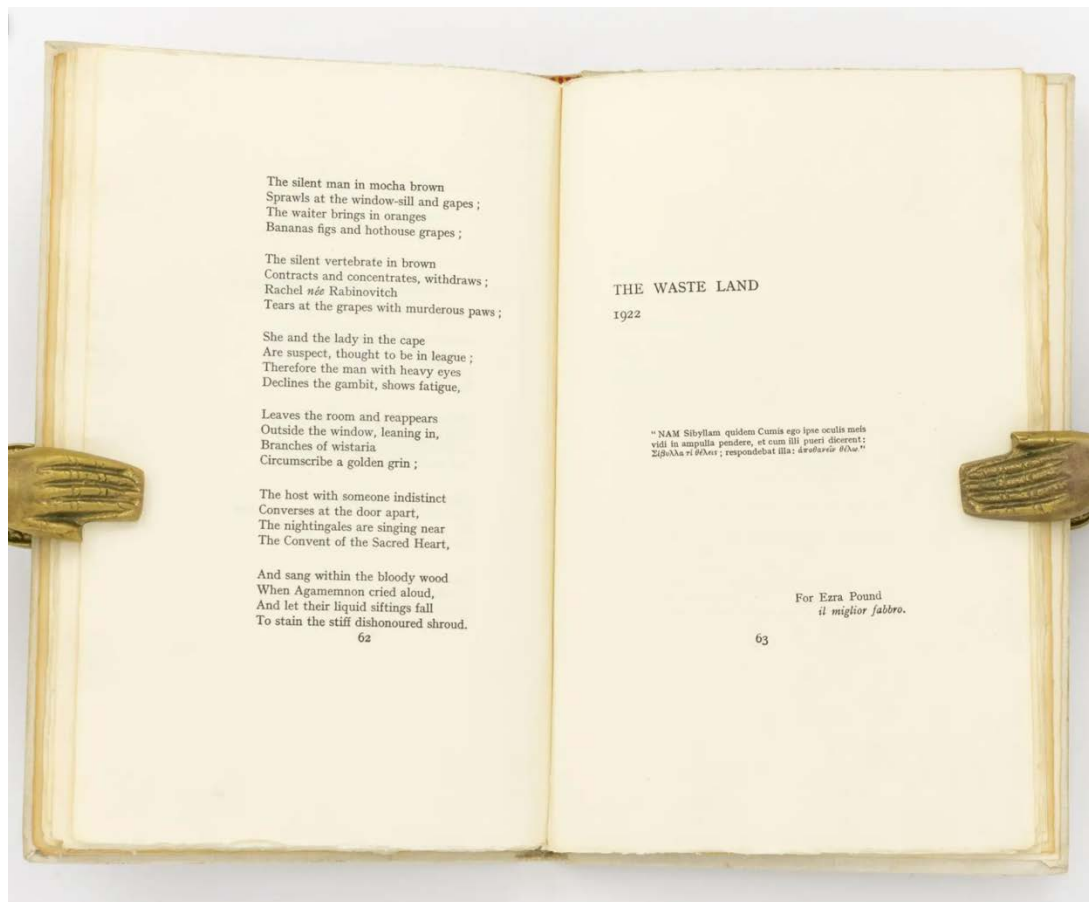 The silent man in mocha brown
Sprawls at the window-sill and gapes ;
The waiter brings in oranges
Bananas figs and hothouse grapes ;
The silent vertebrate in brown
Contracts and concentrates, withdraws ;
Rachel née Rabinovitch
Tears at the grapes with murderous paws ;
She and the lady in the cape
Are suspect, thought to be in league ;
Therefore the man with heavy eyes
Declines the gambit, shows fatigue,
Leaves the room and reappears
Outside the window, leaning in,
Branches of wistaria
Circumscribe a golden grin ;
The host with someone indistinct
Converses at the door apart,
The nightingales are singing near
The Convent of the Sacred Heart,
And sang within the bloody wood
When Agamemnon cried aloud,
And let their liquid siftings fall
To stain the stiff dishonoured shroud.
62
THE WASTE LAND
1922
“ NAM Sibyllam quidem Cumis ego ipse oculis meis
vidi in ampulla pendere, et cum illi pueri dicerent :
Σίβυλλα τί θέλεις ; respondebat illa : ἀποθανεῖν θέλω.”
For Ezra Pound
il miglior fabbro.
63